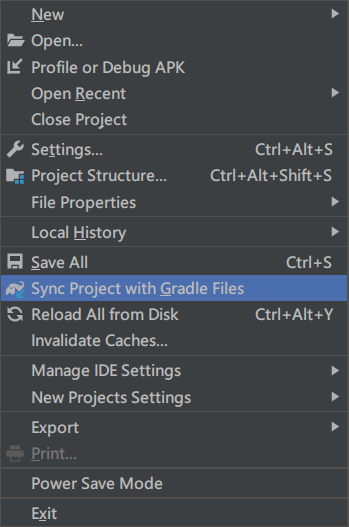 New
Open...
Profile or Debug APK
Open Recent
Close Project
Settings... Ctrl+Alt+S
Project Structure... Ctrl+Alt+Shift+S
File Properties
Local History
Save All Ctrl+S
Sync Project with Gradle Files
Reload All from Disk Ctrl+Alt+Y
Invalidate Caches...
Manage IDE Settings
New Projects Settings
Export
Print...
Power Save Mode
Exit